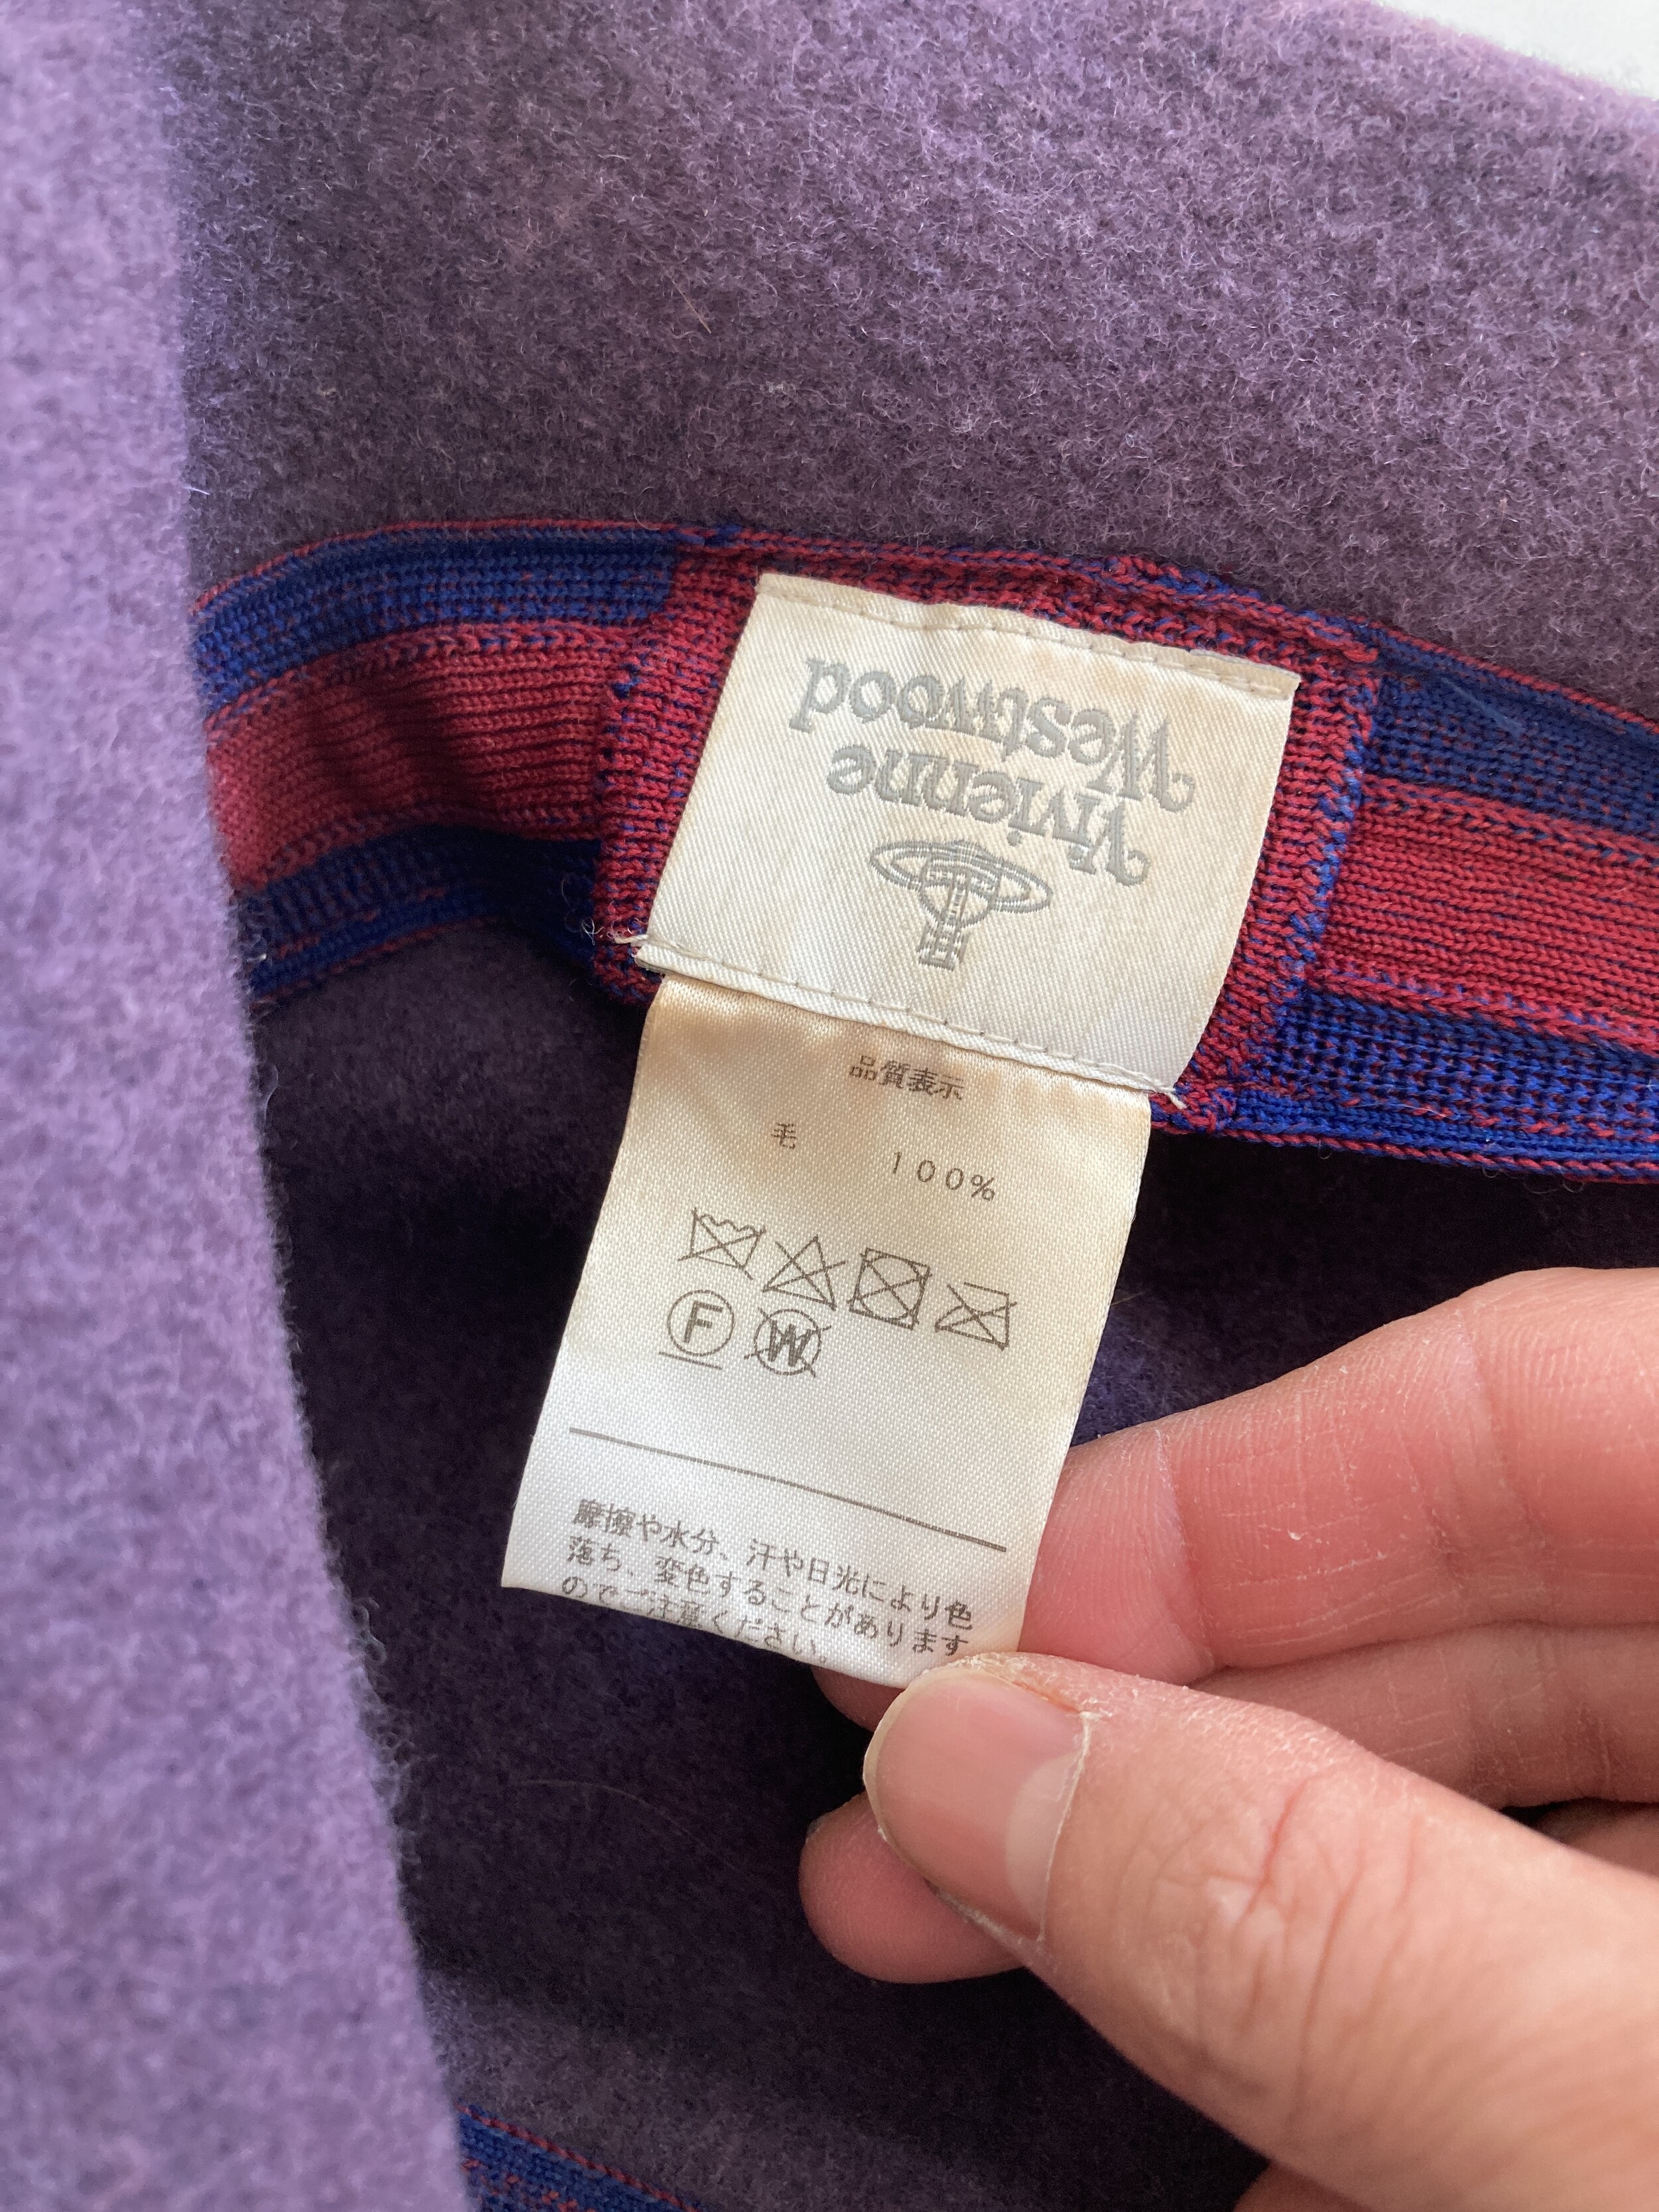 Vivienne
Westwood
品質表示
毛 100%
F W
摩擦や水分、汗や日光により色
落ち、変色することがあります
のでご注意ください。